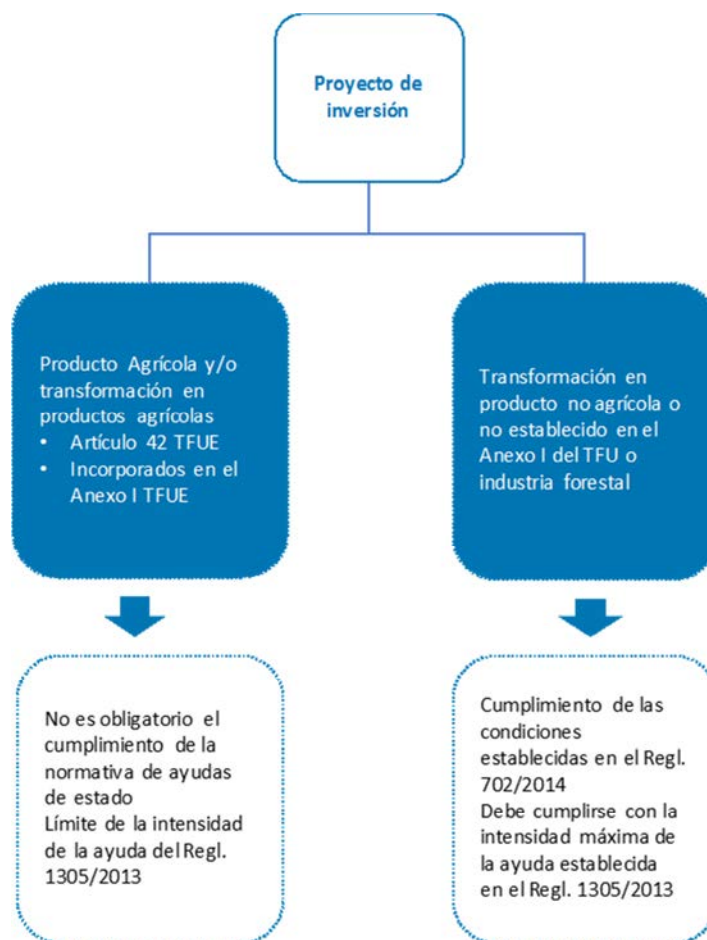 Proyecto de
inversión
Producto Agrícola y/o
transformación en
productos agrícolas
• Artículo 42 TFUE
• Incorporados en el
Anexo I TFUE
Transformación en
producto no agrícola o
no establecido en el
Anexo I del TFU o
industria forestal
No es obligatorio el
cumplimiento de la
normativa de ayudas
de estado
Límite de la intensidad
de la ayuda del Regl.
1305/2013
Cumplimiento de las
condiciones
establecidas en el Regl.
702/2014
Debe cumplirse con la
intensidad máxima de
la ayuda establecida
en el Regl. 1305/2013